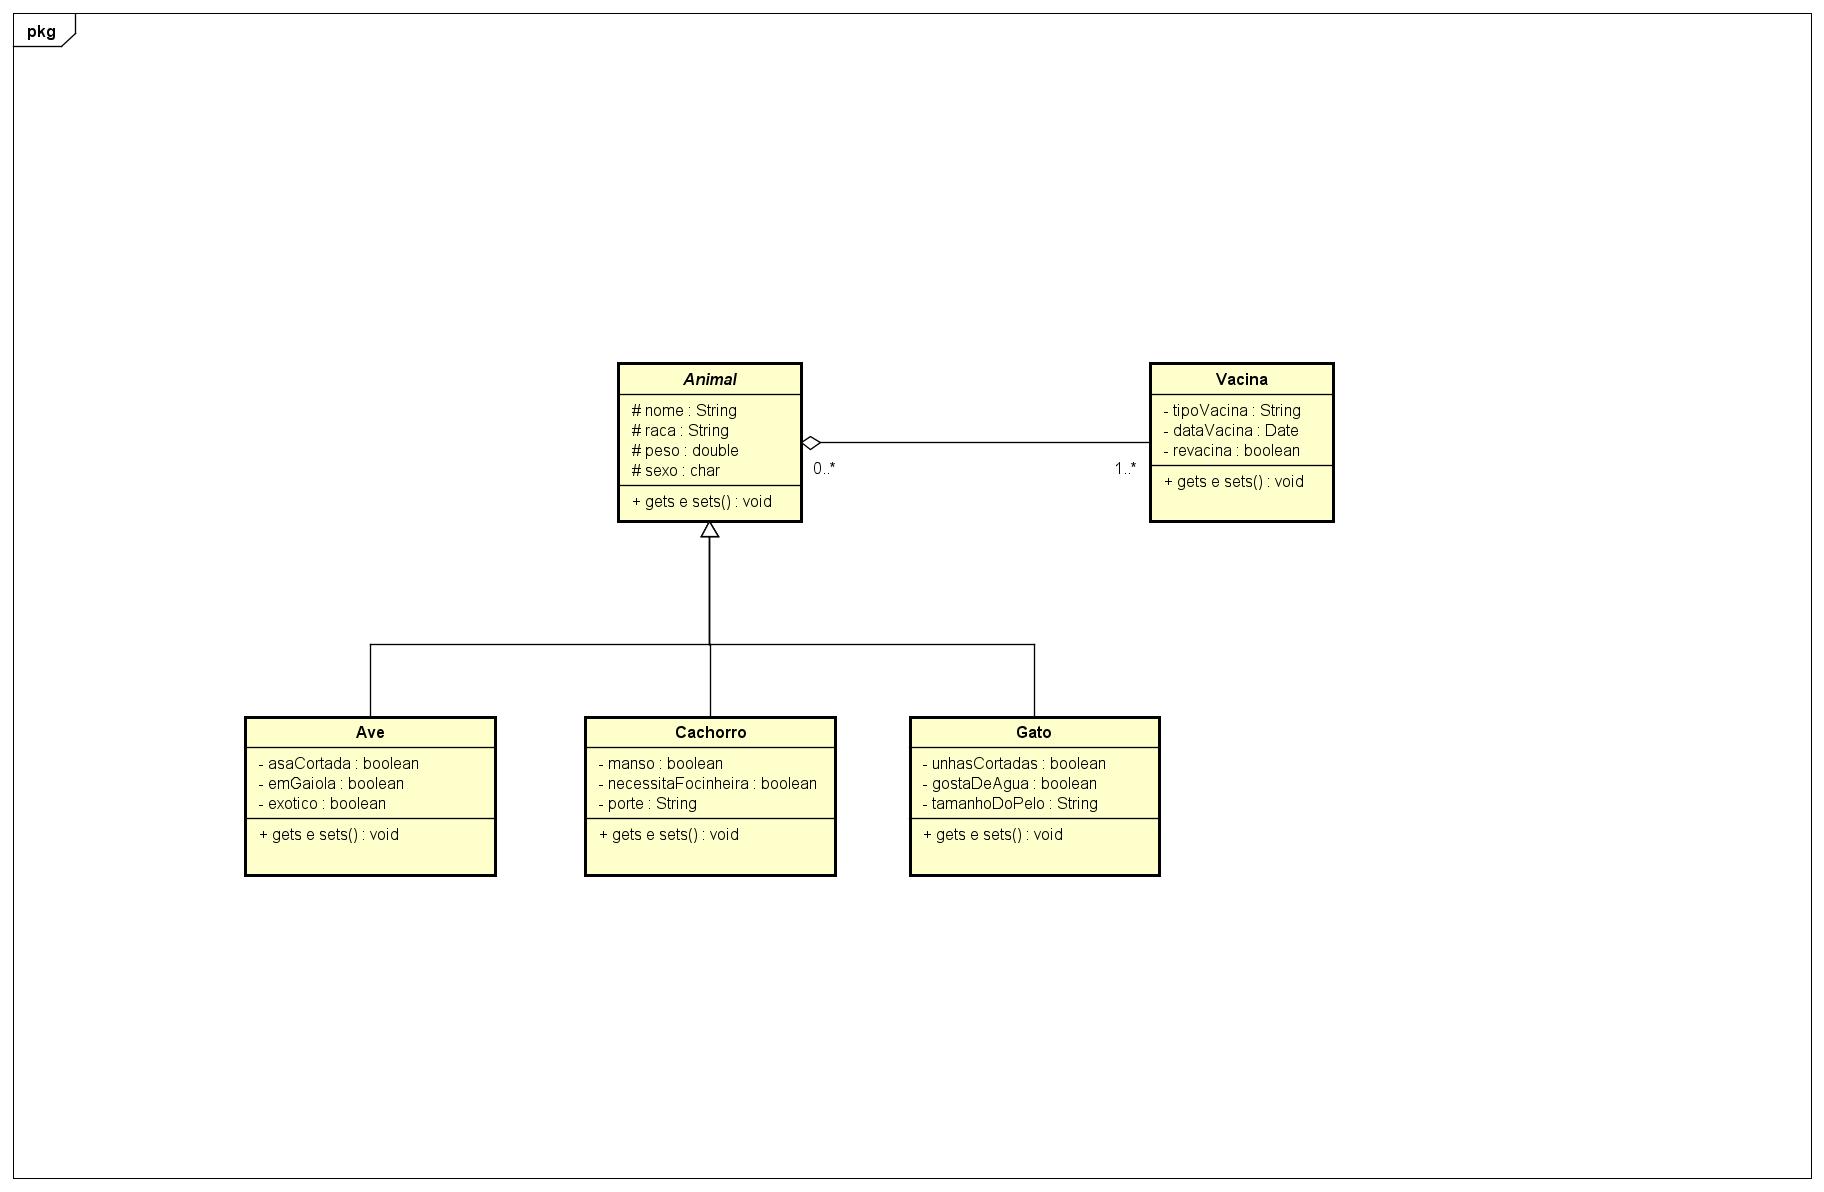 pkg
Animal
# nome : String
# raca : String
# peso : double
# sexo : char
+ gets e sets() : void
0..*
1..*
Vacina
- tipoVacina : String
- dataVacina : Date
- revacina : boolean
+ gets e sets() : void
Ave
- asaCortada : boolean
- emGaiola : boolean
- exotico : boolean
+ gets e sets() : void
Cachorro
- manso : boolean
- necessitaFocinheira : boolean
- porte : String
+ gets e sets() : void
Gato
- unhasCortadas : boolean
- gostaDeAgua : boolean
- tamanhoDoPelo : String
+ gets e sets() : void